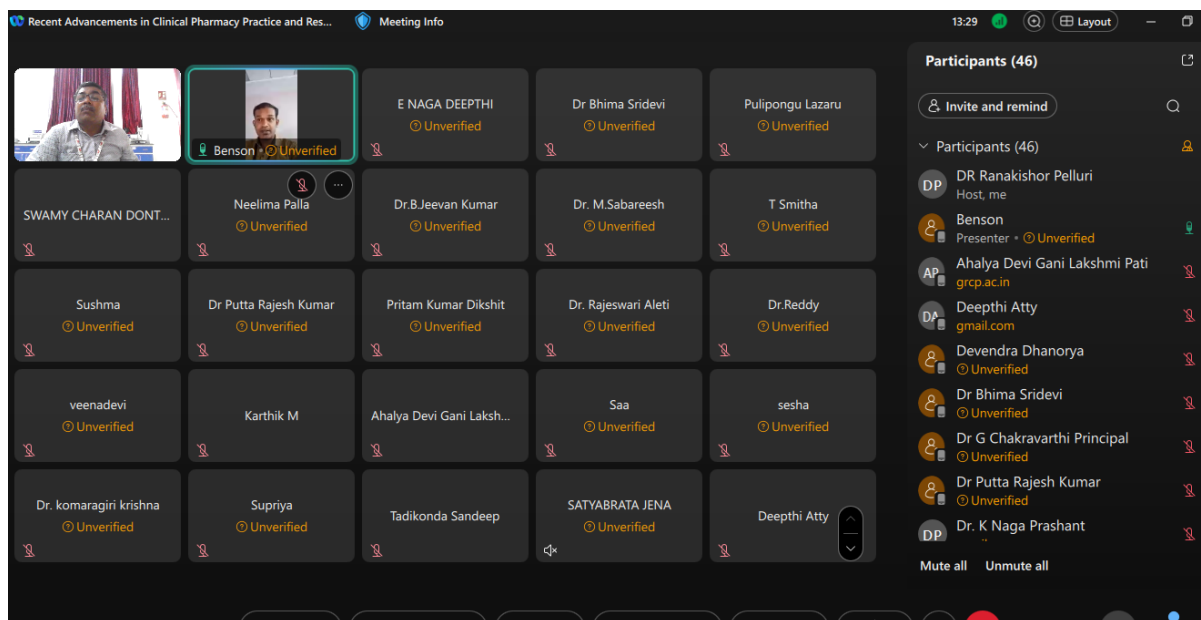 Recent Advancements in Clinical Pharmacy Practice and Res...
Meeting Info
13:29
Layout
Benson • Unverified
E NAGA DEEPTHI
Unverified
Dr Bhima Sridevi
Unverified
Pulipongu Lazaru
Unverified
SWAMY CHARAN DONT...
Neelima Palla
Unverified
Dr.B.Jeevan Kumar
Unverified
Dr. M.Sabareesh
Unverified
T Smitha
Unverified
Sushma
Unverified
Dr Putta Rajesh Kumar
Unverified
Pritam Kumar Dikshit
Unverified
Dr. Rajeswari Aleti
Unverified
Dr.Reddy
Unverified
veenadevi
Unverified
Karthik M
Ahalya Devi Gani Laksh...
Saa
Unverified
sesha
Unverified
Dr. komaragiri krishna
Unverified
Supriya
Unverified
Tadikonda Sandeep
SATYABRATA JENA
Unverified
Deepthi Atty
Participants (46)
Invite and remind
Participants (46)
DP
DR Ranakishor Pelluri
Host, me
Benson
Presenter • Unverified
AP
Ahalya Devi Gani Lakshmi Pati
grcp.ac.in
DA
Deepthi Atty
gmail.com
Devendra Dhanorya
Unverified
Dr Bhima Sridevi
Unverified
Dr G Chakravarthi Principal
Unverified
Dr Putta Rajesh Kumar
Unverified
DP
Dr. K Naga Prashant
Mute all
Unmute all